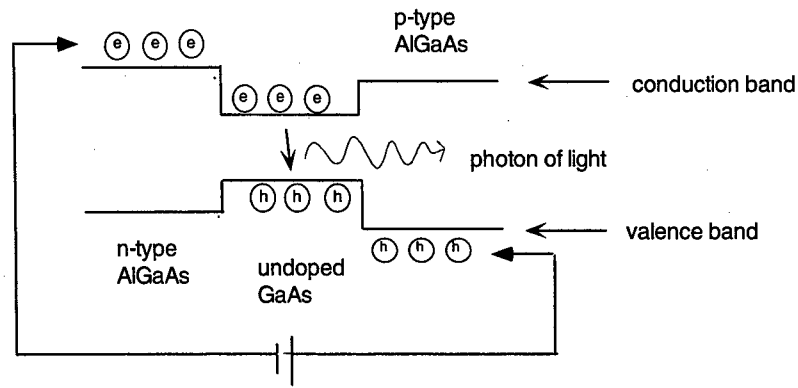 p-type
AlGaAs
e e e
e e e
conduction band
photon of light
h h h
valence band
h h h
n-type
AlGaAs
undoped
GaAs